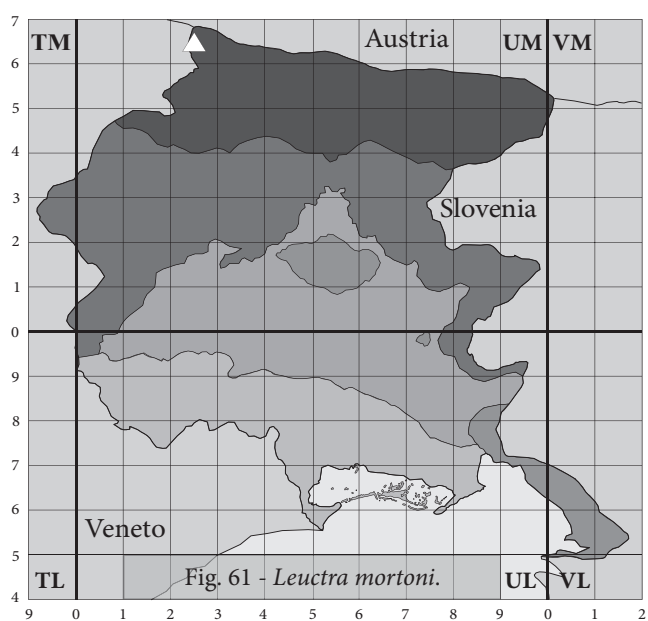 7
TM Austria UM VM
6
5
4
3
Slovenia
2
1
0
9
8
7
6
Veneto
5
TL Fig. 61 - Leuctra mortoni. UL VL
4
9 0 1 2 3 4 5 6 7 8 9 0 1 2